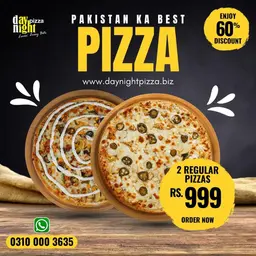 day pizza
night
PAKISTAN KA BEST
PIZZA
www.daynightpizza.biz
ENJOY
60%
DISCOUNT
2 REGULAR
PIZZAS
RS. 999
ORDER NOW
0310 000 3635